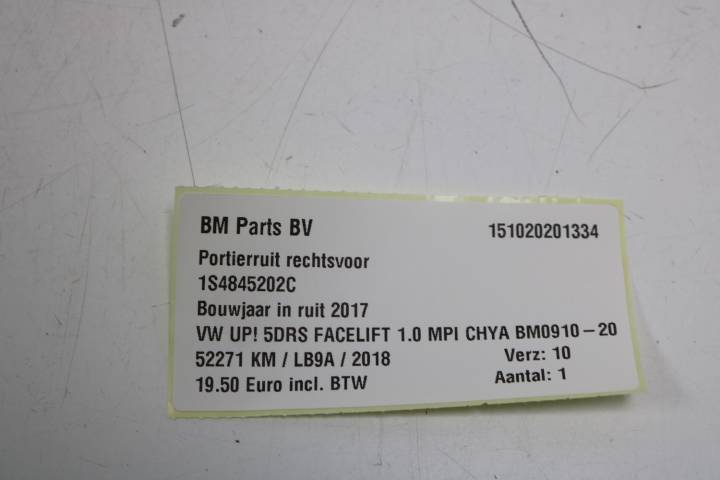 BM Parts BV 151020201334
Portierruit rechtsvoor
1S4845202C
Bouwjaar in ruit 2017
VW UP! 5DRS FACELIFT 1.0 MPI CHYA BM0910-20
52271 KM / LB9A / 2018 Verz: 10
19.50 Euro incl. BTW Aantal: 1